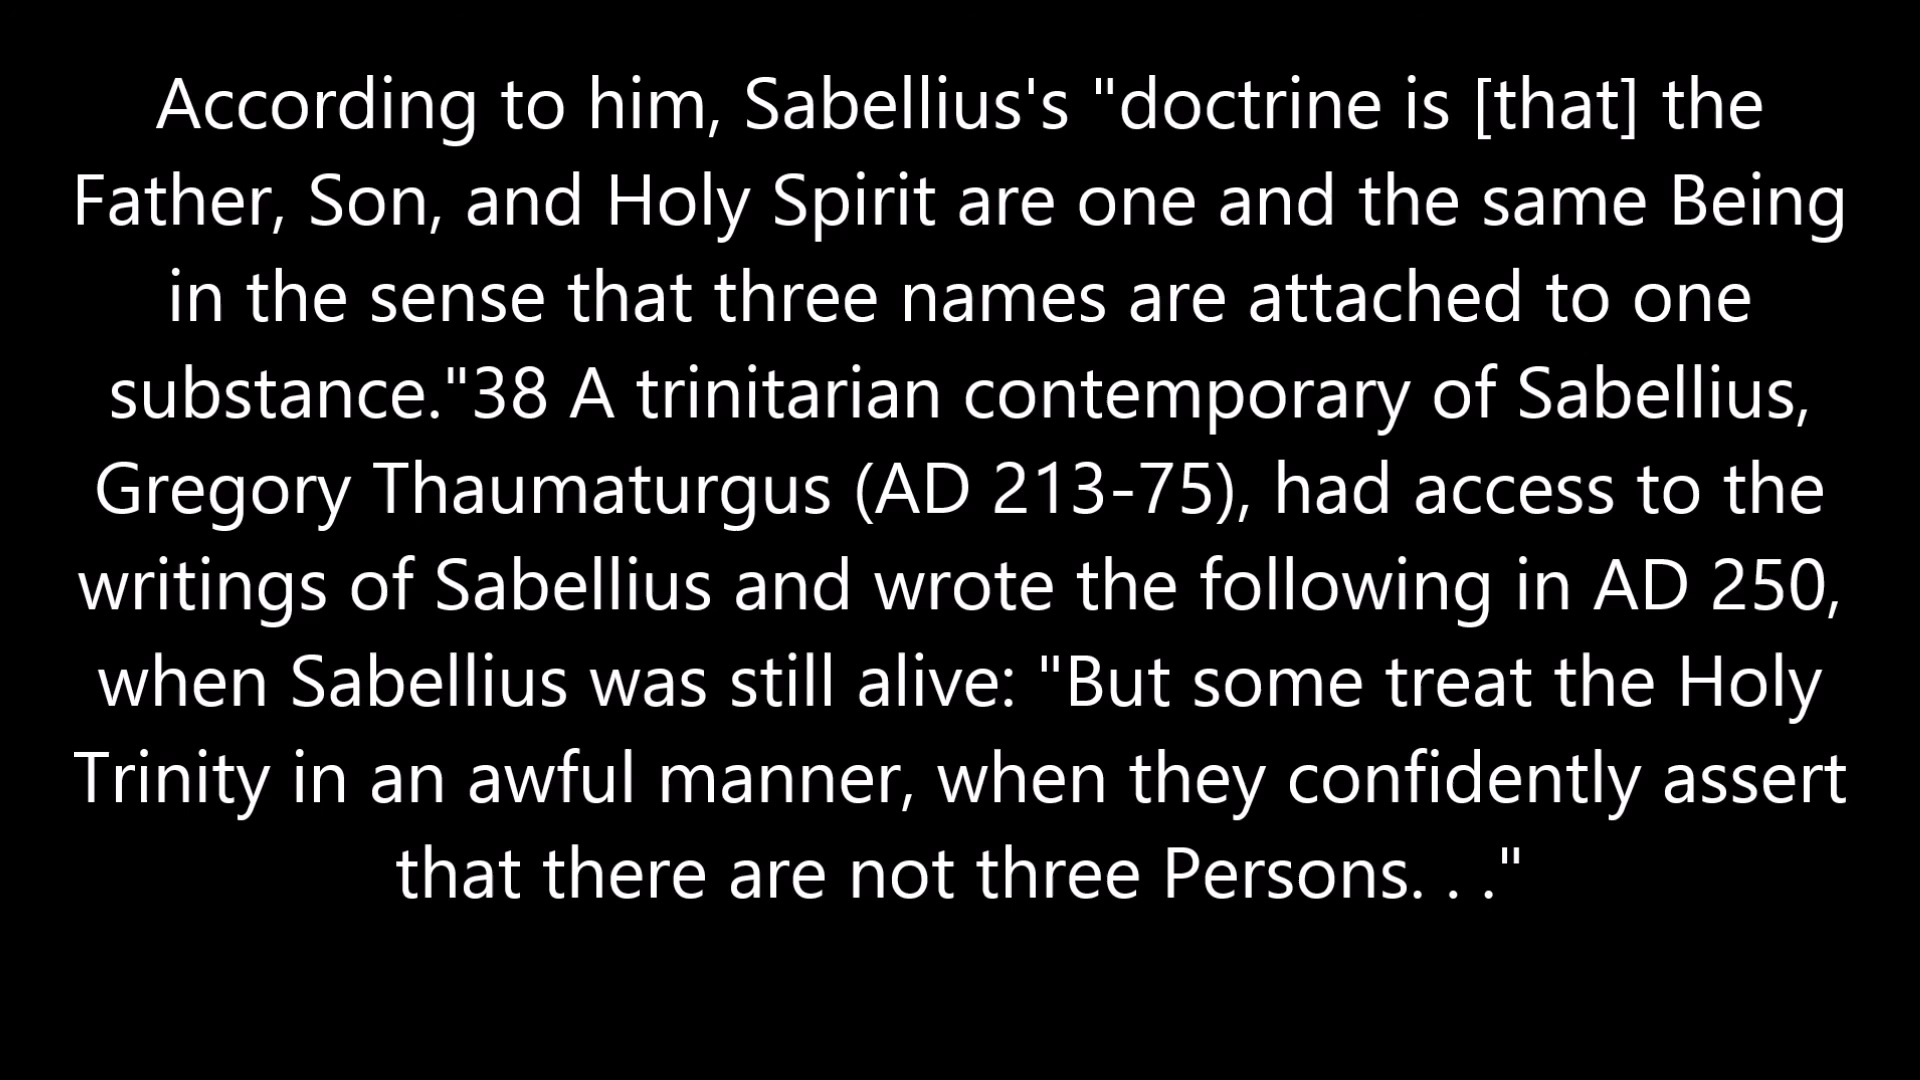 According to him, Sabellius's "doctrine is [that] the
Father, Son, and Holy Spirit are one and the same Being
in the sense that three names are attached to one
substance."38 A trinitarian contemporary of Sabellius,
Gregory Thaumaturgus (AD 213-75), had access to the
writings of Sabellius and wrote the following in AD 250,
when Sabellius was still alive: "But some treat the Holy
Trinity in an awful manner, when they confidently assert
that there are not three Persons. . ."